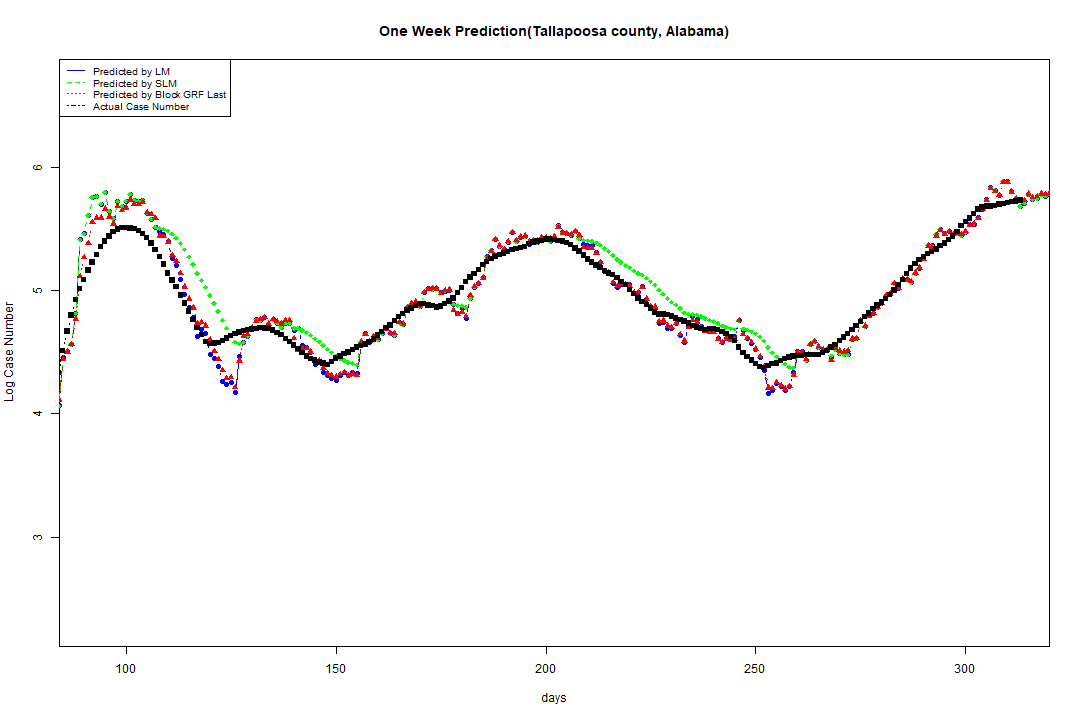 One Week Prediction(Tallapoosa county, Alabama)
Predicted by LM
Predicted by SLM
Predicted by Block GRF Last
Actual Case Number
6
5
4
3
Log Case Number
100 150 200 250 300
days